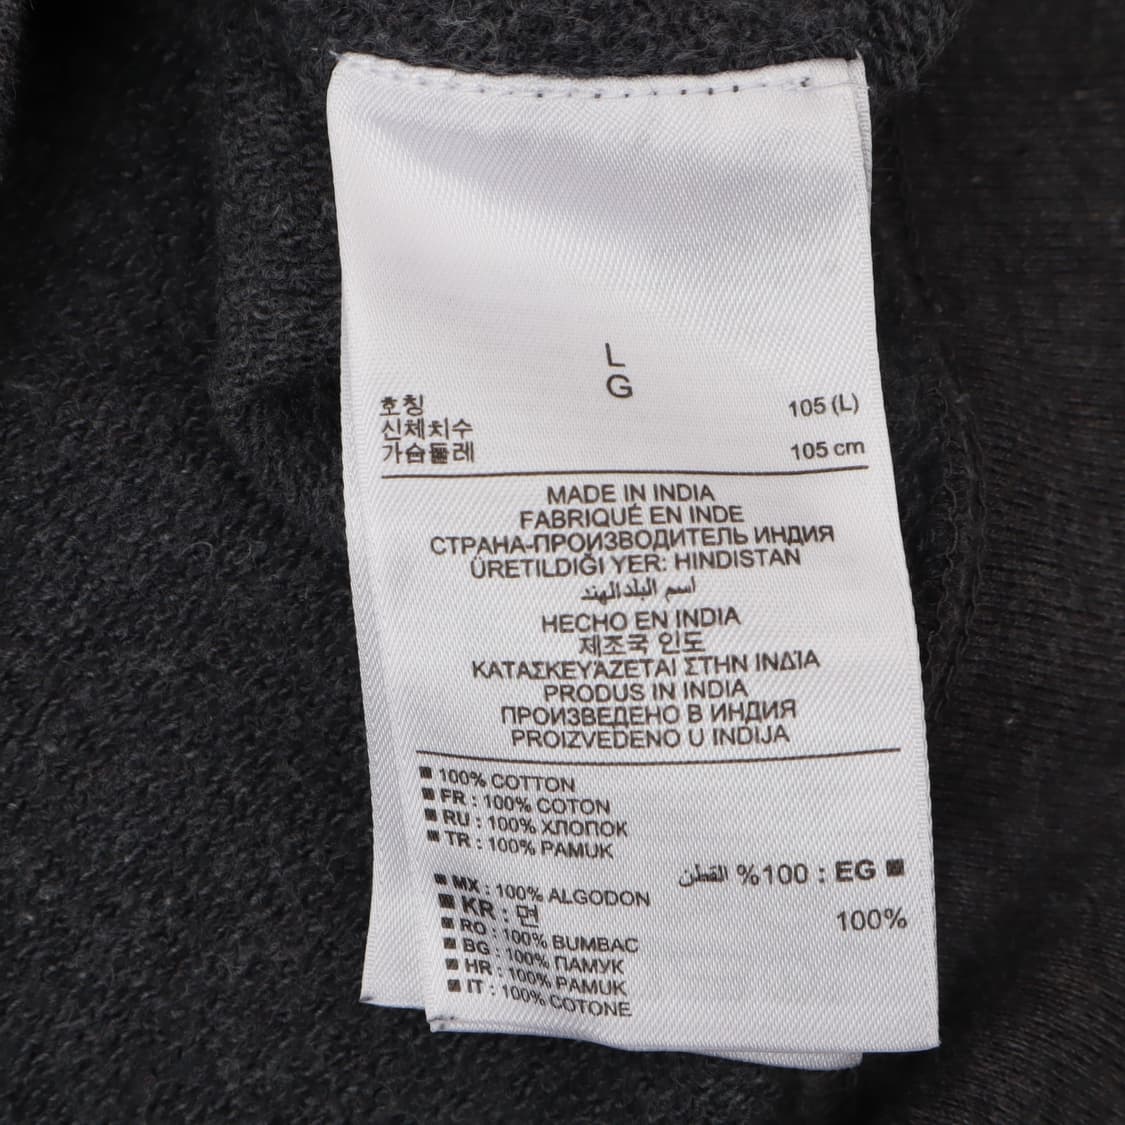 L
G
호칭 105 (L)
신체치수
가슴둘레 105 cm
MADE IN INDIA
FABRIQUÉ EN INDE
СТРАНА-ПРОИЗВОДИТЕЛЬ ИНДИЯ
ÜRETILDIĞI YER: HINDISTAN
اسم البلد الهند
HECHO EN INDIA
제조국 인도
ΚΑΤΑΣΚΕΥΆΖΕΤΑΙ ΣΤΗΝ ΙΝΔΊΑ
PRODUS IN INDIA
ПРОИЗВЕДЕНО В ИНДИЯ
PROIZVEDENO U INDIJA
■ 100% COTTON
■ FR : 100% COTON
■ RU : 100% ХЛОПОК
■ TR : 100% PAMUK
■ EG : 100% القطن
■ MX : 100% ALGODON
■ KR : 면 100%
■ RO : 100% BUMBAC
■ BG : 100% ПАМУК
■ HR : 100% PAMUK
■ IT : 100% COTONE